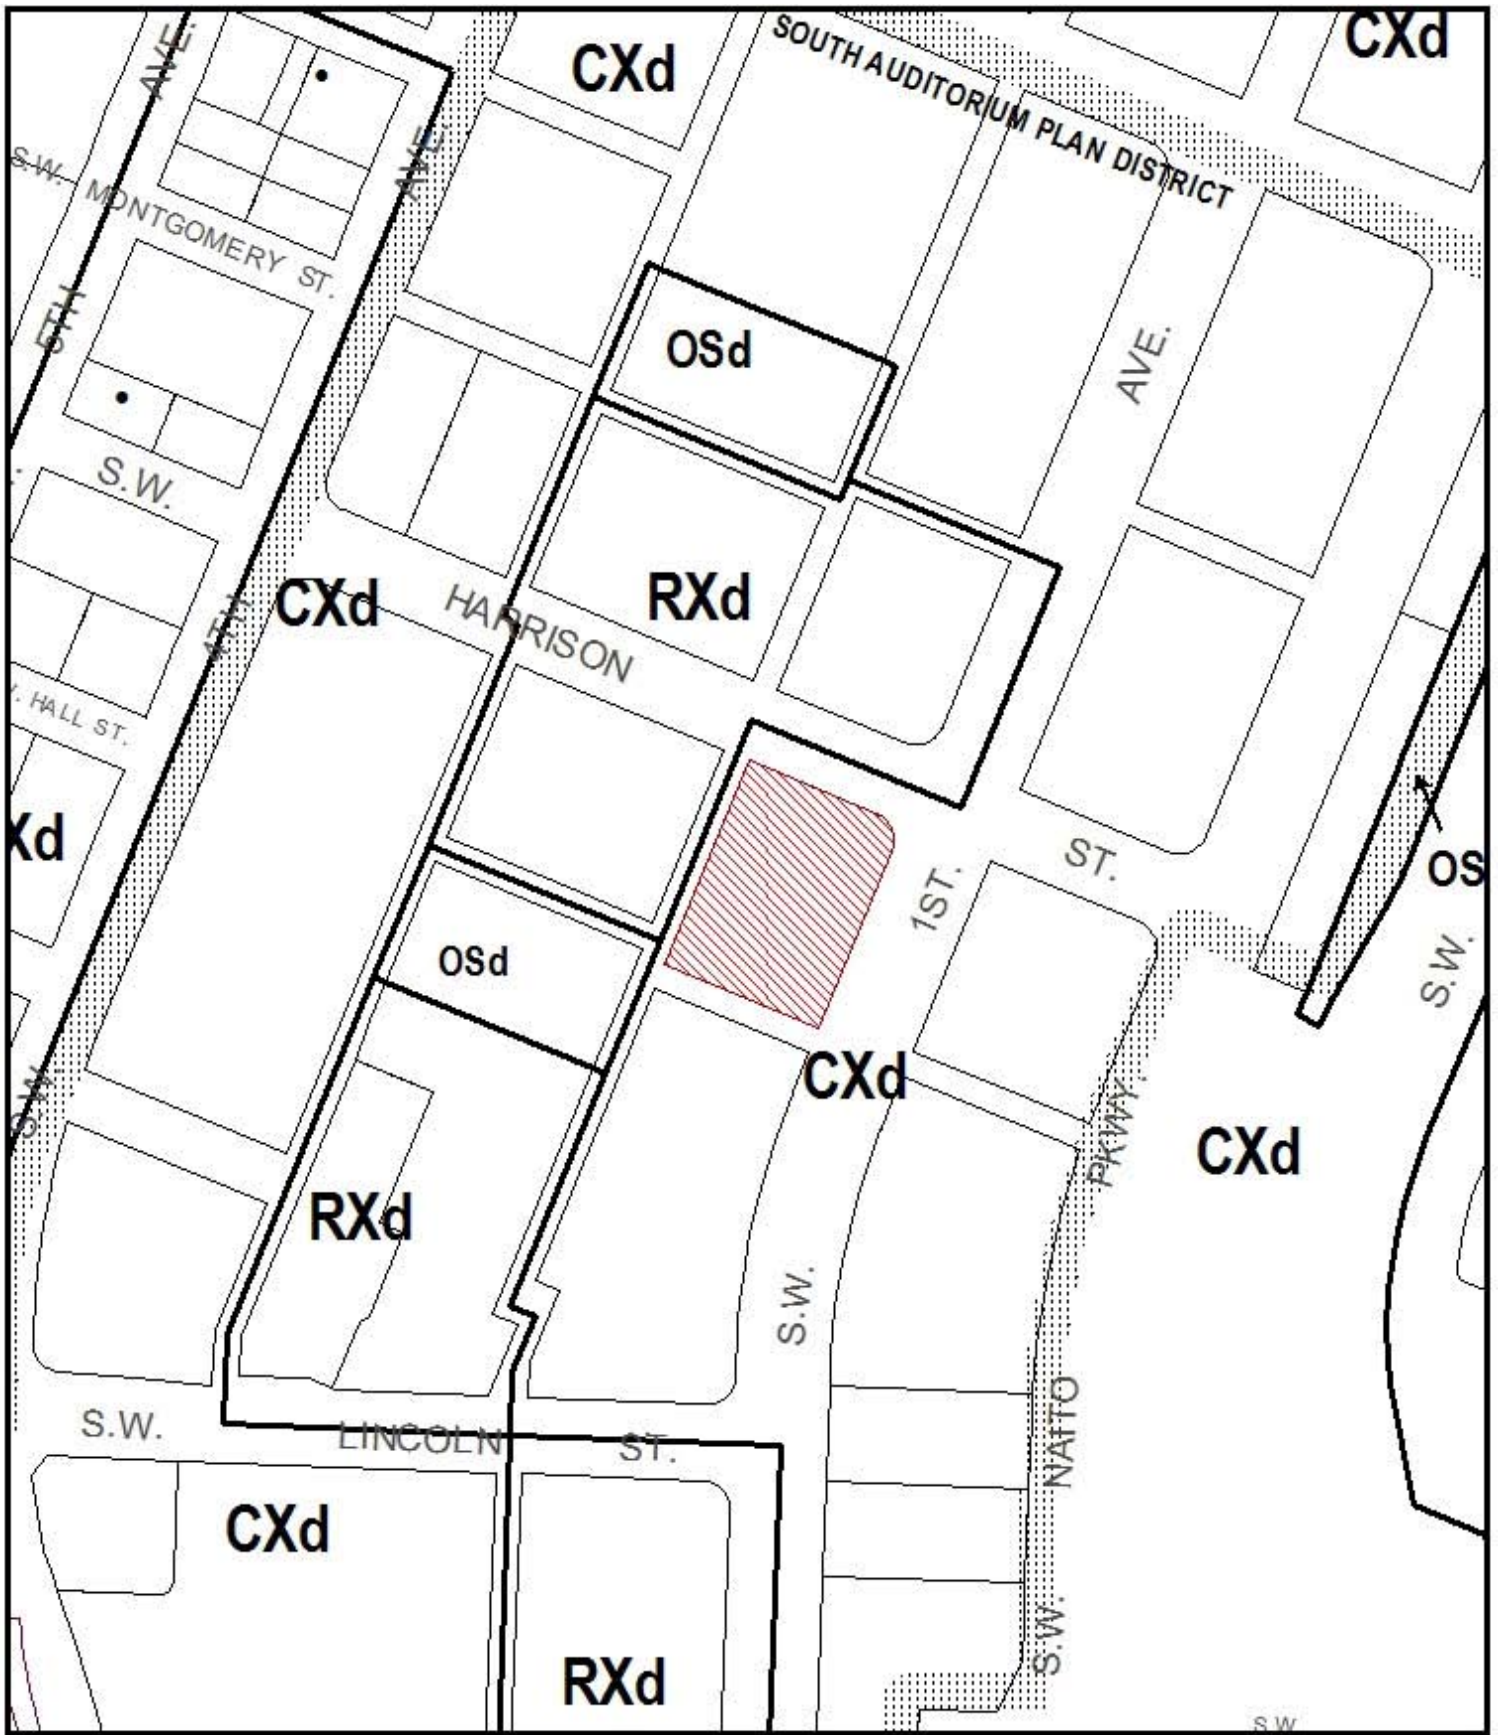 AVE.
CXd
SOUTH AUDITORIUM PLAN DISTRICT
CXd
AVE.
S.W. MONTGOMERY ST.
5TH
OSd
AVE.
S.W.
CXd
HARRISON
RXd
4TH
HALL ST.
Xd
ST.
1ST.
OS
S.W.
OSd
CXd
S.W.
PKWY.
CXd
RXd
S.W.
NAITO
S.W.
LINCOLN
ST.
CXd
S.W.
RXd
S.W.